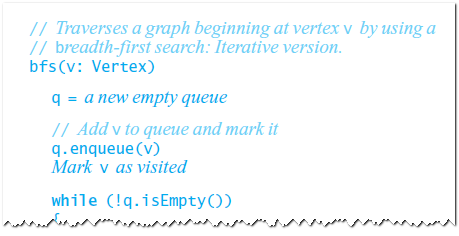 // Traverses a graph beginning at vertex v by using a
// breadth-first search: Iterative version.
bfs(v: Vertex)
q = a new empty queue
// Add v to queue and mark it
q.enqueue(v)
Mark v as visited
while (!q.isEmpty())
{